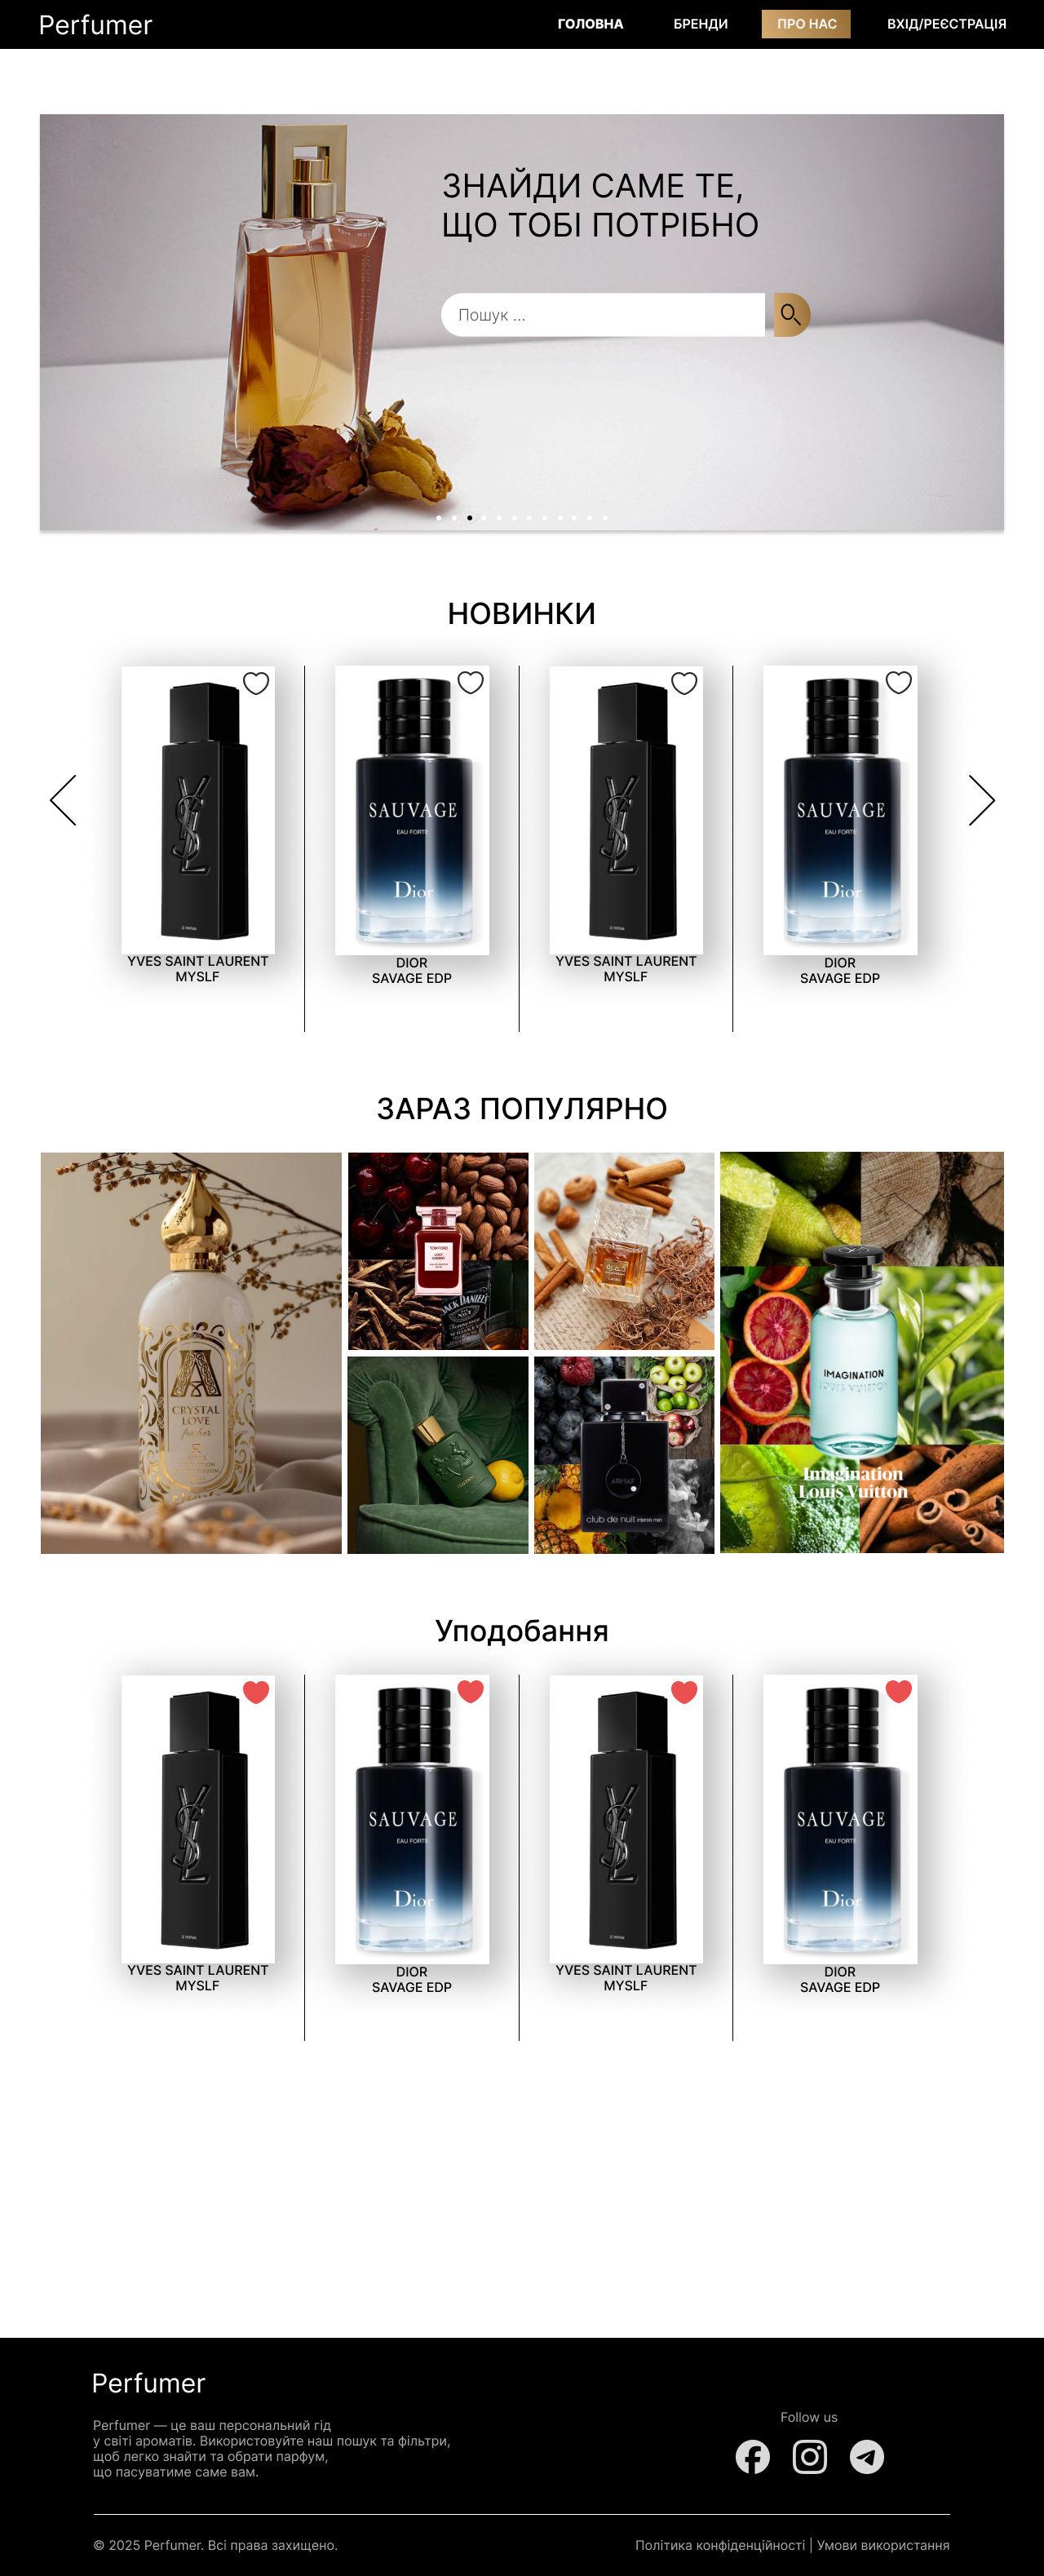 Perfumer
ГОЛОВНА
БРЕНДИ
ПРО НАС
ВХІД/РЕЄСТРАЦІЯ
ЗНАЙДИ САМЕ ТЕ,
ЩО ТОБІ ПОТРІБНО
Пошук ...
НОВИНКИ
YSL
SAUVAGE
EAU FORTE
Dior
YSL
SAUVAGE
EAU FORTE
Dior
YVES SAINT LAURENT
MYSLF
DIOR
SAVAGE EDP
YVES SAINT LAURENT
MYSLF
DIOR
SAVAGE EDP
ЗАРАЗ ПОПУЛЯРНО
A
CRYSTAL
LOVE
for her
TOM FORD
LOST
CHERRY
JACK DANIEL'S
ARMAF
club de nuit intense man
IMAGINATION
LOUIS VUITTON
Imagination
Louis Vuitton
Уподобання
YSL
SAUVAGE
EAU FORTE
Dior
YSL
SAUVAGE
EAU FORTE
Dior
YVES SAINT LAURENT
MYSLF
DIOR
SAVAGE EDP
YVES SAINT LAURENT
MYSLF
DIOR
SAVAGE EDP
Perfumer
Perfumer — це ваш персональний гід
у світі ароматів. Використовуйте наш пошук та фільтри,
щоб легко знайти та обрати парфум,
що пасуватиме саме вам.
Follow us
© 2025 Perfumer. Всі права захищено.
Політика конфіденційності | Умови використання